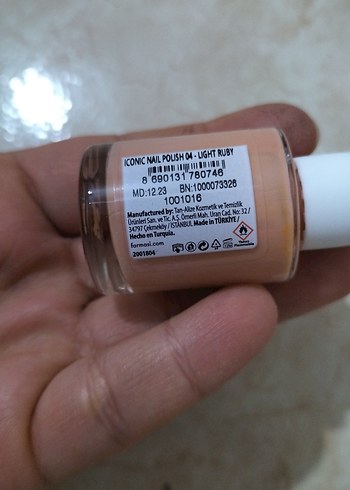 ICONIC NAIL POLISH 04 - LIGHT RUBY
8 690131 780746
MD:12.23 BN:1000073326
1001016
Manufactured by: Tan-Alize Kozmetik ve Temizlik
Ürünleri San. ve Tic. A.Ş. Ömerli Mah. Uran Cad. No: 32 /
34797 Çekmeköy / İSTANBUL Made in TÜRKİYE /
Hecho en Turquía.
farmasi.com
2001804